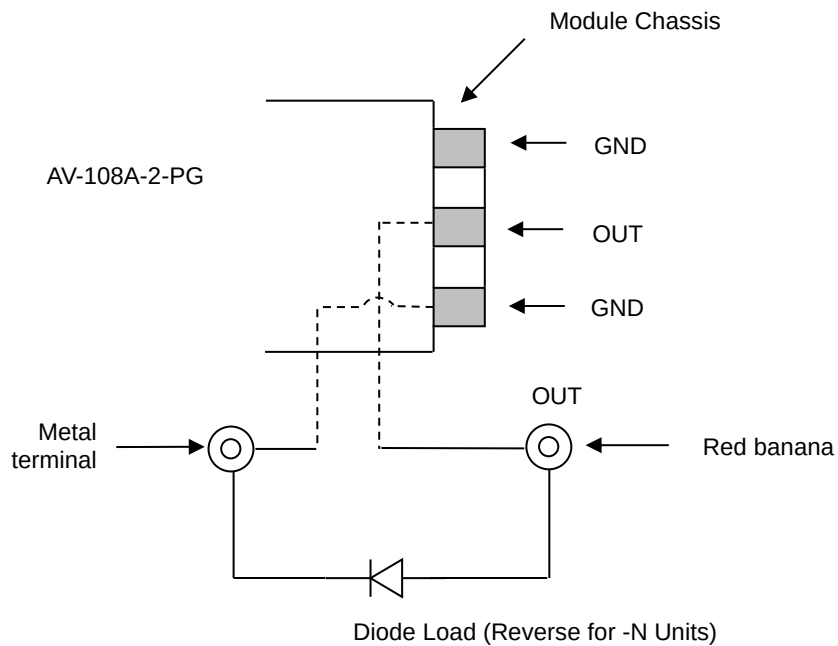 Module Chassis
GND
AV-108A-2-PG
OUT
GND
OUT
Metal
terminal
Red banana
Diode Load (Reverse for -N Units)